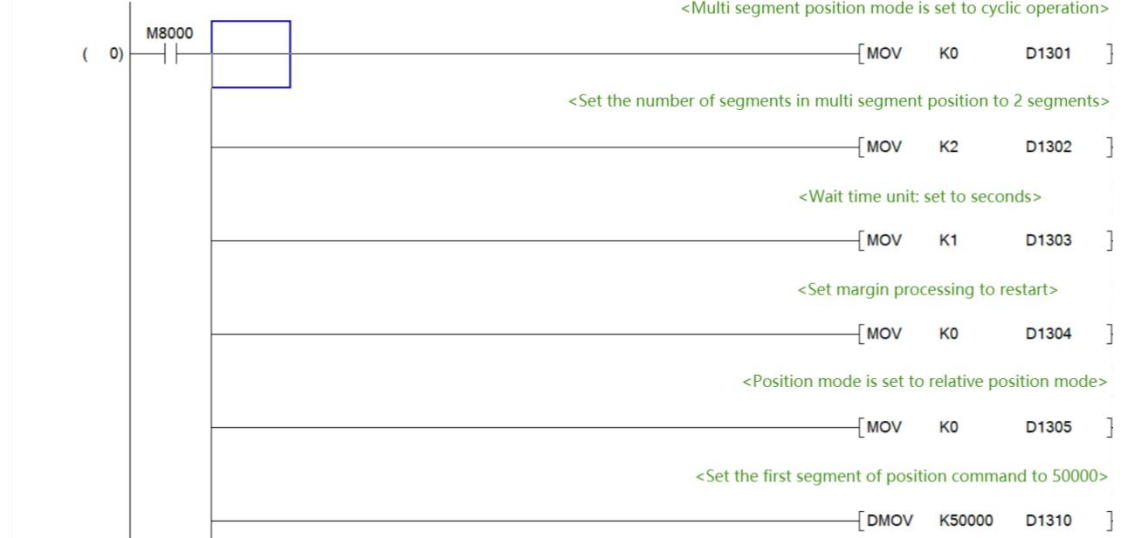 <Multi segment position mode is set to cyclic operation>
M8000
( 0) [MOV K0 D1301 ]
<Set the number of segments in multi segment position to 2 segments>
[MOV K2 D1302 ]
<Wait time unit: set to seconds>
[MOV K1 D1303 ]
<Set margin processing to restart>
[MOV K0 D1304 ]
<Position mode is set to relative position mode>
[MOV K0 D1305 ]
<Set the first segment of position command to 50000>
[DMOV K50000 D1310 ]